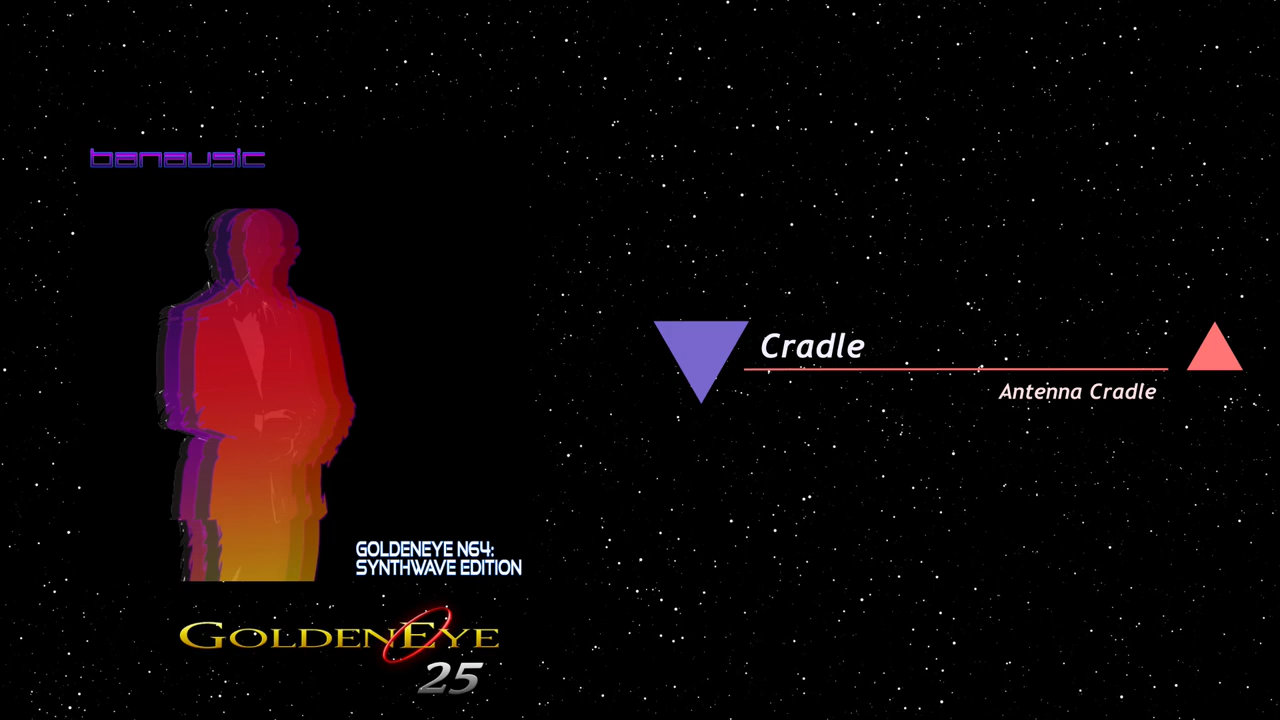 banausic
GOLDENEYE N64:
SYNTHWAVE EDITION
GOLDENEYE
25
Cradle
Antenna Cradle